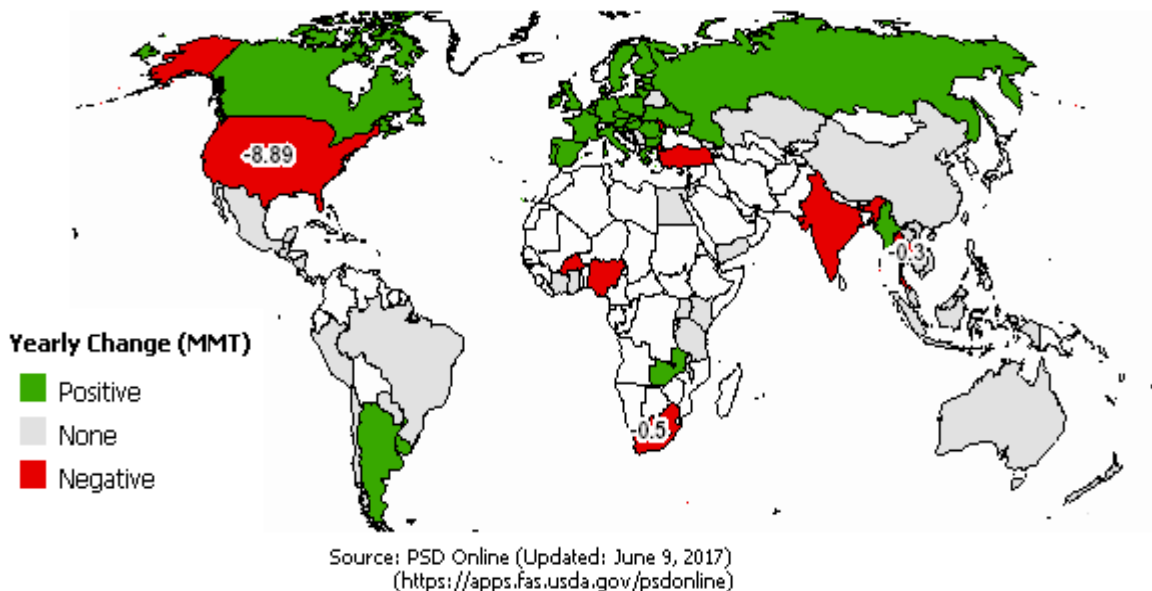 -8.89
-0.3
-0.5
Yearly Change (MMT)
Positive
None
Negative
Source: PSD Online (Updated: June 9, 2017)
(https://apps.fas.usda.gov/psdonline)